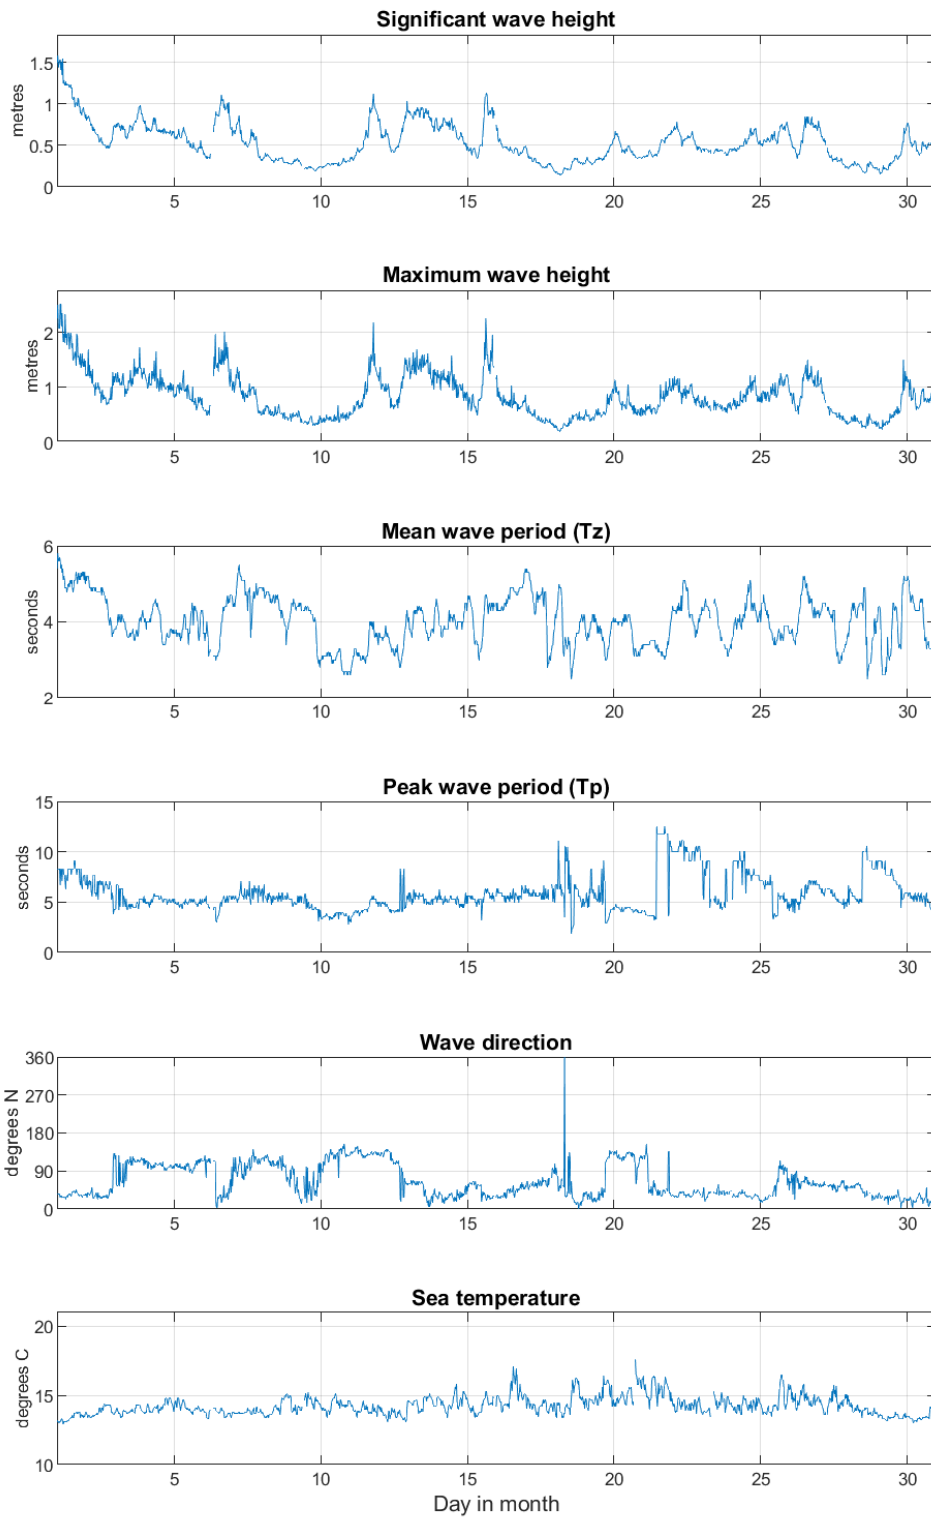 Significant wave height
metres
1.5
1
0.5
0
5 10 15 20 25 30
Maximum wave height
metres
2
1
0
5 10 15 20 25 30
Mean wave period (Tz)
seconds
6
4
2
5 10 15 20 25 30
Peak wave period (Tp)
seconds
15
10
5
0
5 10 15 20 25 30
Wave direction
degrees N
360
270
180
90
0
5 10 15 20 25 30
Sea temperature
degrees C
20
15
10
5 10 15 20 25 30
Day in month